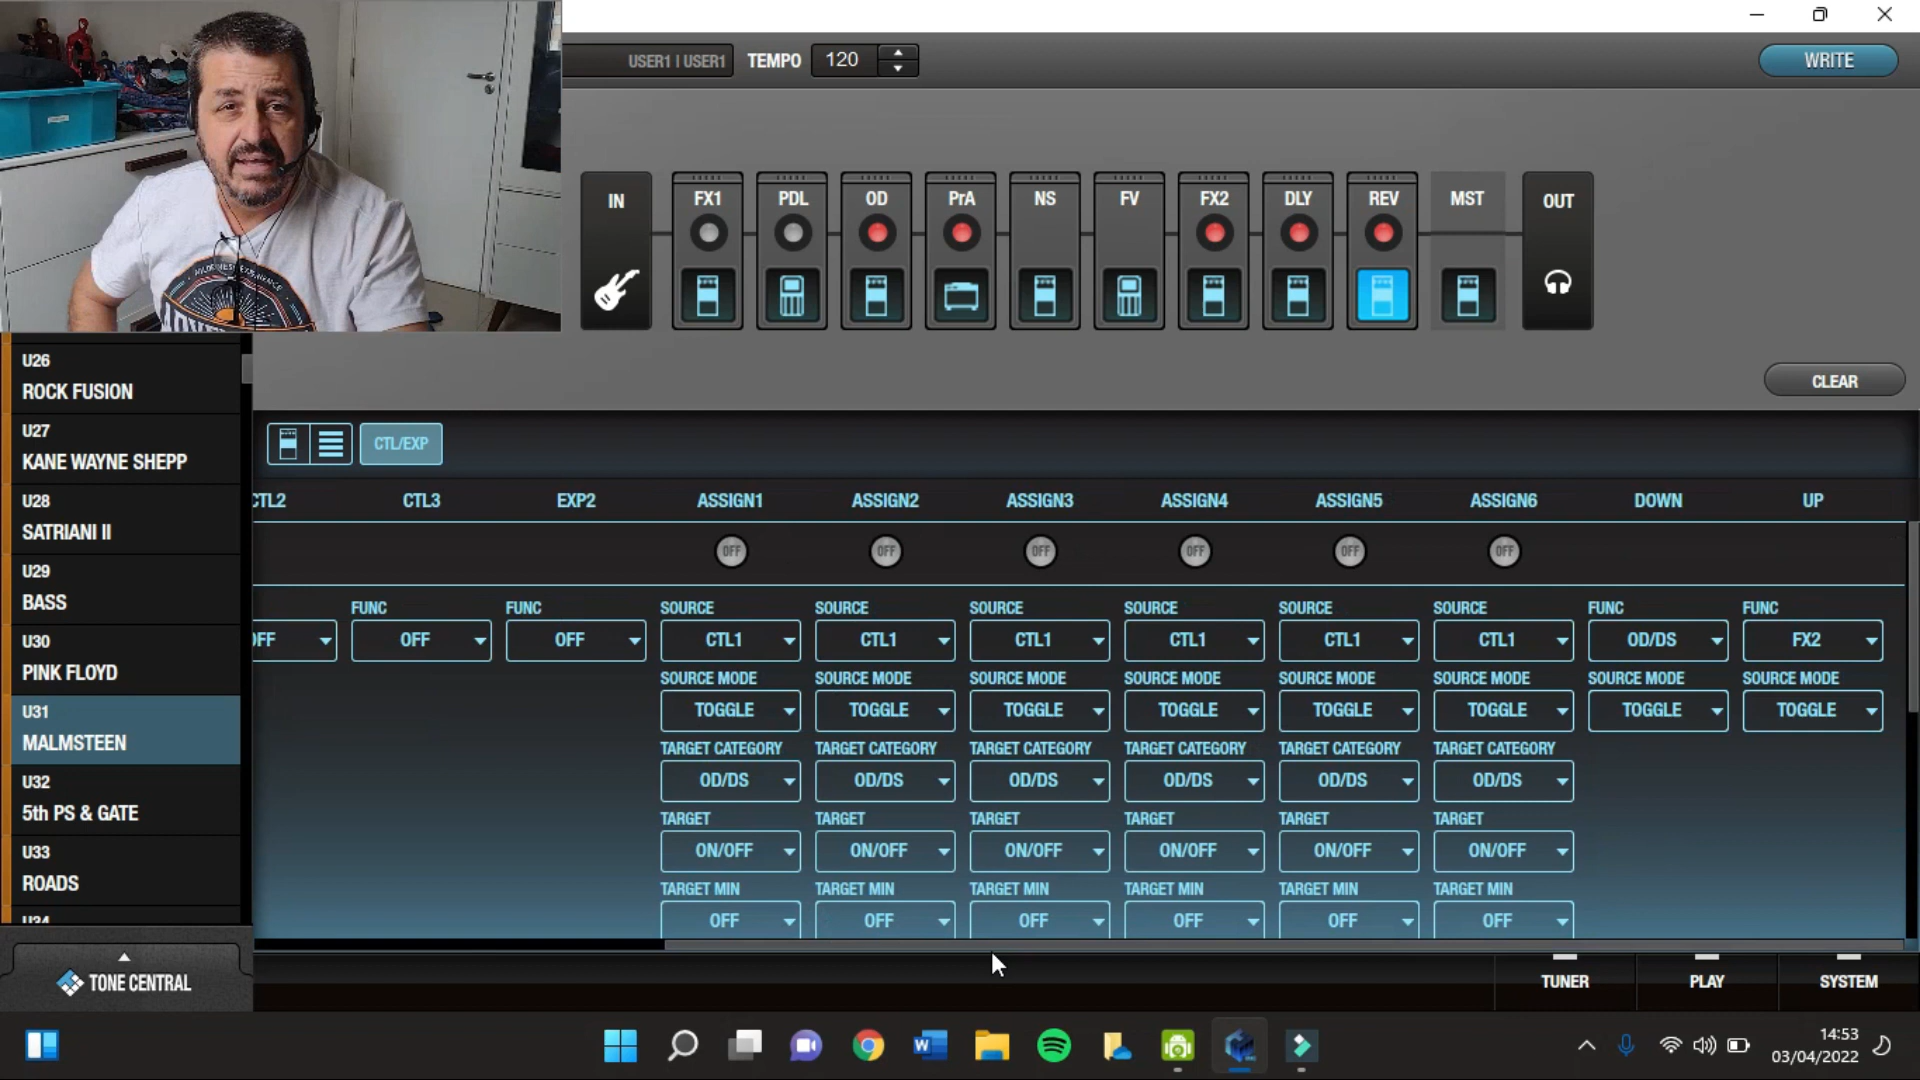 USER1 | USER1 TEMPO 120 WRITE
IN FX1 PDL OD PrA NS FV FX2 DLY REV MST OUT
CLEAR
U26
ROCK FUSION
U27
KANE WAYNE SHEPP
U28
SATRIANI II
U29
BASS
U30
PINK FLOYD
U31
MALMSTEEN
U32
5th PS & GATE
U33
ROADS
U34
TONE CENTRAL
CTL/EXP
CTL2 CTL3 EXP2 ASSIGN1 ASSIGN2 ASSIGN3 ASSIGN4 ASSIGN5 ASSIGN6 DOWN UP
OFF OFF OFF OFF OFF OFF
FUNC FUNC SOURCE SOURCE SOURCE SOURCE SOURCE SOURCE FUNC FUNC
OFF OFF OFF CTL1 CTL1 CTL1 CTL1 CTL1 CTL1 OD/DS FX2
SOURCE MODE SOURCE MODE SOURCE MODE SOURCE MODE SOURCE MODE SOURCE MODE SOURCE MODE SOURCE MODE
TOGGLE TOGGLE TOGGLE TOGGLE TOGGLE TOGGLE TOGGLE TOGGLE
TARGET CATEGORY TARGET CATEGORY TARGET CATEGORY TARGET CATEGORY TARGET CATEGORY TARGET CATEGORY
OD/DS OD/DS OD/DS OD/DS OD/DS OD/DS
TARGET TARGET TARGET TARGET TARGET TARGET
ON/OFF ON/OFF ON/OFF ON/OFF ON/OFF ON/OFF
TARGET MIN TARGET MIN TARGET MIN TARGET MIN TARGET MIN TARGET MIN
OFF OFF OFF OFF OFF OFF
TUNER PLAY SYSTEM
14:53
03/04/2022